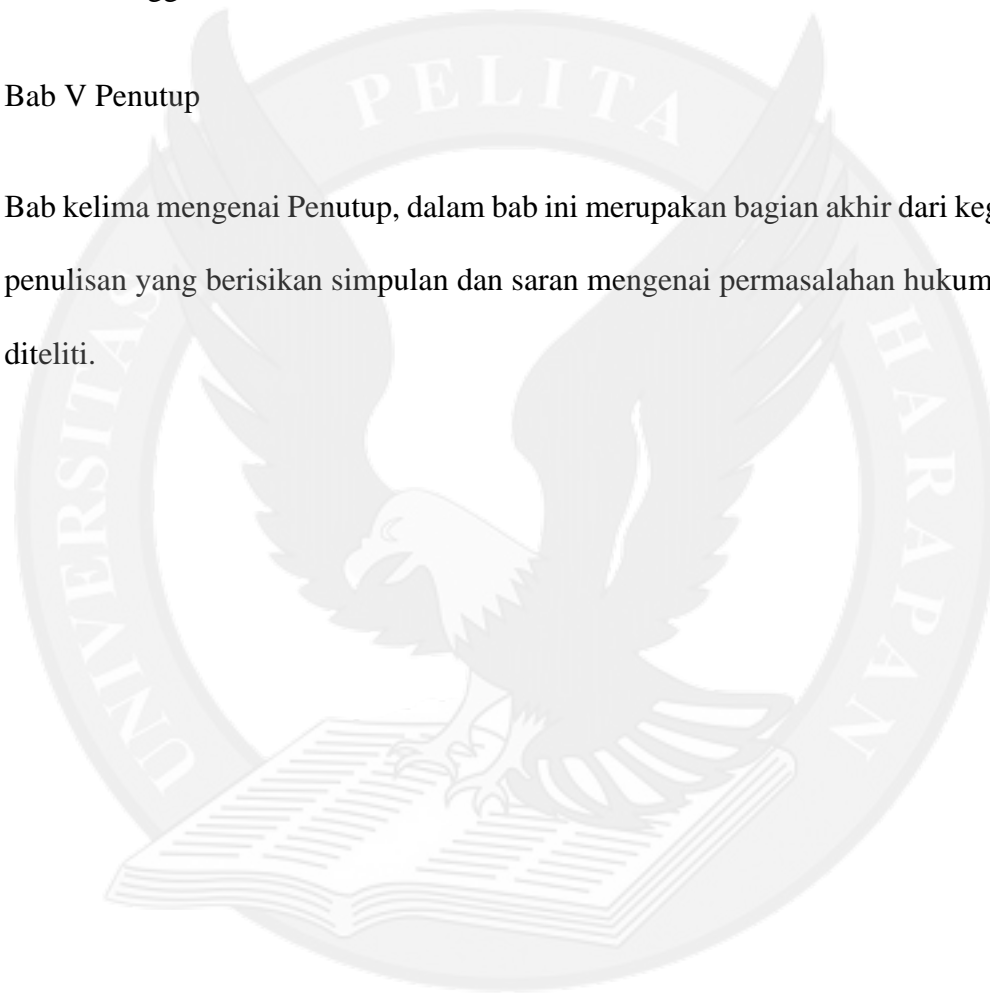 Bab V Penutup
Bab kelima mengenai Penutup, dalam bab ini merupakan bagian akhir dari keg
penulisan yang berisikan simpulan dan saran mengenai permasalahan hukum
diteliti.
UNIVERSITAS PELITA HARAPAN